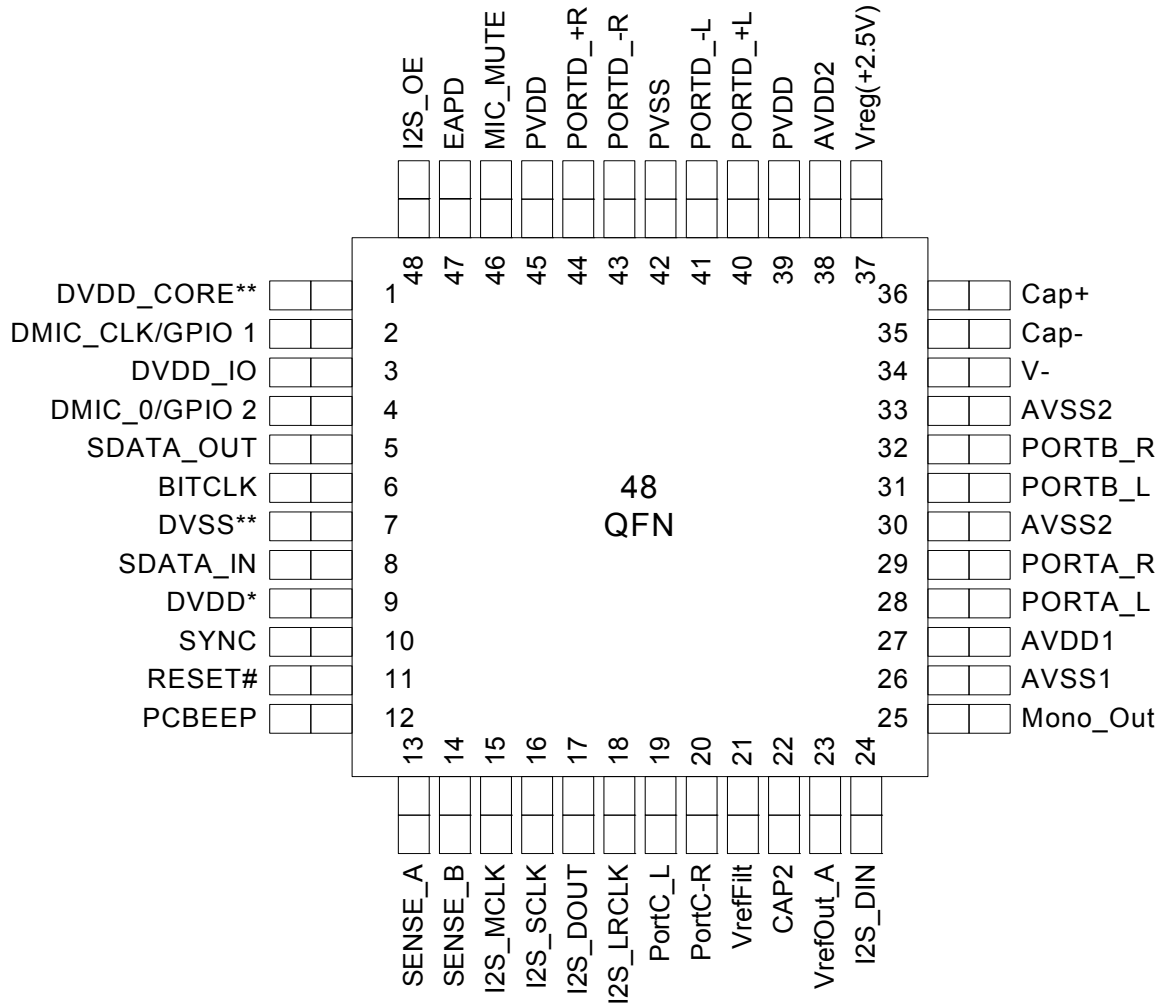 I2S_OE
EAPD
MIC_MUTE
PVDD
PORTD_+R
PORTD_-R
PVSS
PORTD_-L
PORTD_+L
PVDD
AVDD2
Vreg(+2.5V)
48
47
46
45
44
43
42
41
40
39
38
37
DVDD_CORE** 1
DMIC_CLK/GPIO 1 2
DVDD_IO 3
DMIC_0/GPIO 2 4
SDATA_OUT 5
BITCLK 6
DVSS** 7
SDATA_IN 8
DVDD* 9
SYNC 10
RESET# 11
PCBEEP 12
48
QFN
36 Cap+
35 Cap-
34 V-
33 AVSS2
32 PORTB_R
31 PORTB_L
30 AVSS2
29 PORTA_R
28 PORTA_L
27 AVDD1
26 AVSS1
25 Mono_Out
13
14
15
16
17
18
19
20
21
22
23
24
SENSE_A
SENSE_B
I2S_MCLK
I2S_SCLK
I2S_DOUT
I2S_LRCLK
PortC_L
PortC-R
VrefFilt
CAP2
VrefOut_A
I2S_DIN